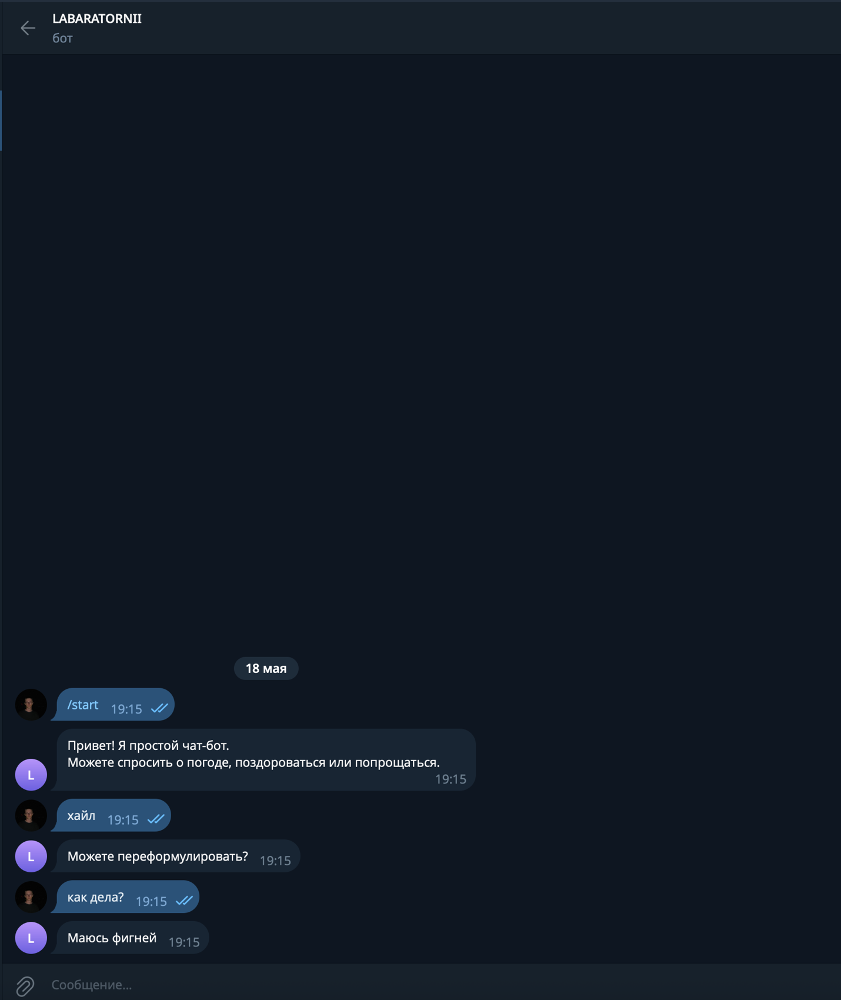 LABARATORNII
бот
18 мая
/start 19:15
Привет! Я простой чат-бот.
Можете спросить о погоде, поздороваться или попрощаться.
19:15
L
хайл 19:15
L
Можете переформулировать? 19:15
как дела? 19:15
L
Маюсь фигней 19:15
Сообщение...